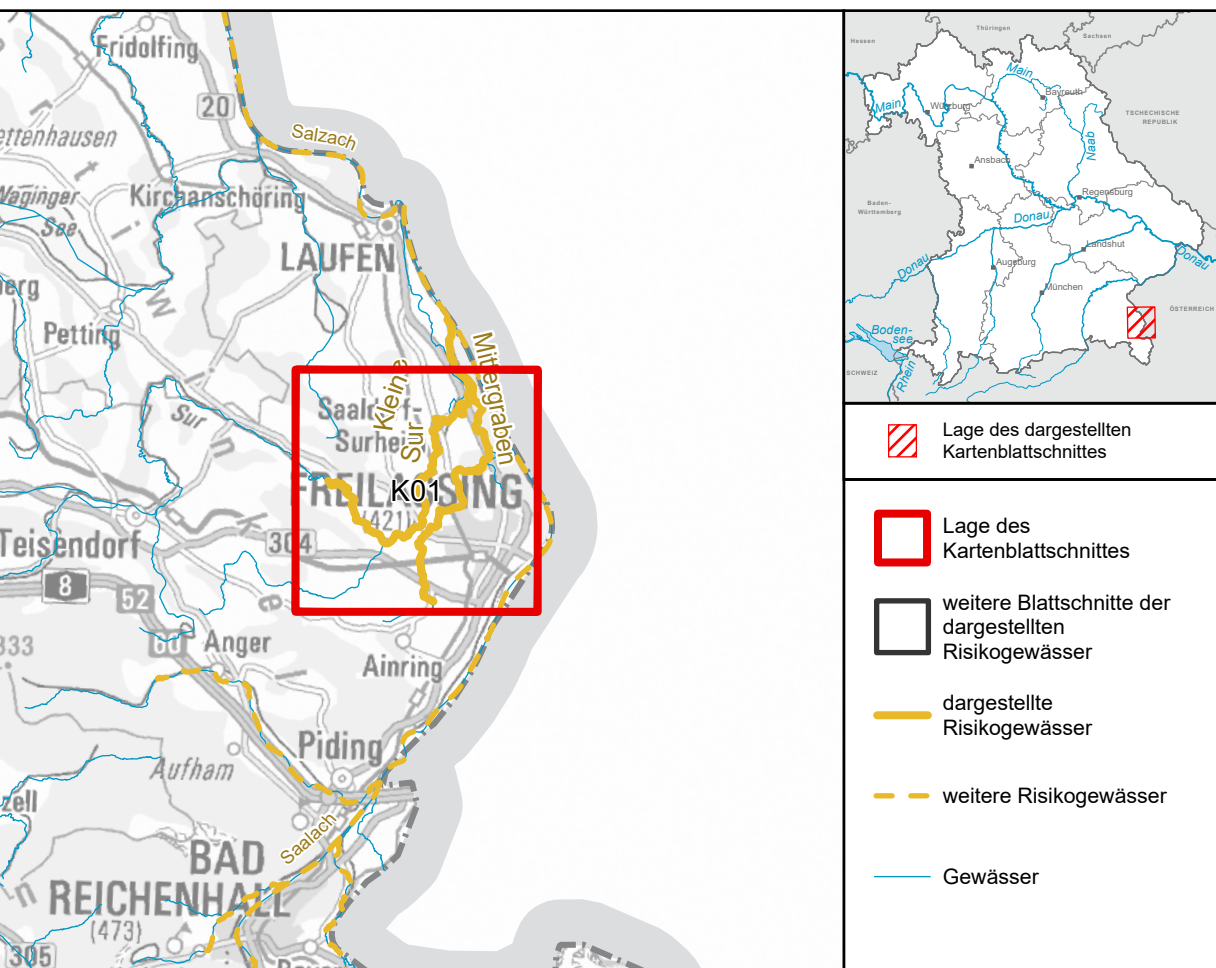 Fridolfing
20
Salzach
ettenhausen
Waginger
See
Kirchanschöring
LAUFEN
erg
Petting
Mittergraben
Kleine
Sur
Saaldorf-
Surheim
Sur
FREILASSING
K01
(421)
304
Teisendorf
8
52
333
Anger
Ainring
Piding
Aufham
zell
Saalach
BAD
REICHENHALL
(473)
305
Hessen
Thüringen
Sachsen
Main
Main
Bayreuth
Würzburg
TSCHECHISCHE
REPUBLIK
Naab
Ansbach
Baden-
Württemberg
Regensburg
Donau
Donau
Landshut
Donau
Augsburg
München
ÖSTERREICH
Boden-
see
SCHWEIZ
Rhein
Lage des dargestellten
Kartenblattschnittes
Lage des
Kartenblattschnittes
weitere Blattschnitte der
dargestellten
Risikogewässer
dargestellte
Risikogewässer
weitere Risikogewässer
Gewässer